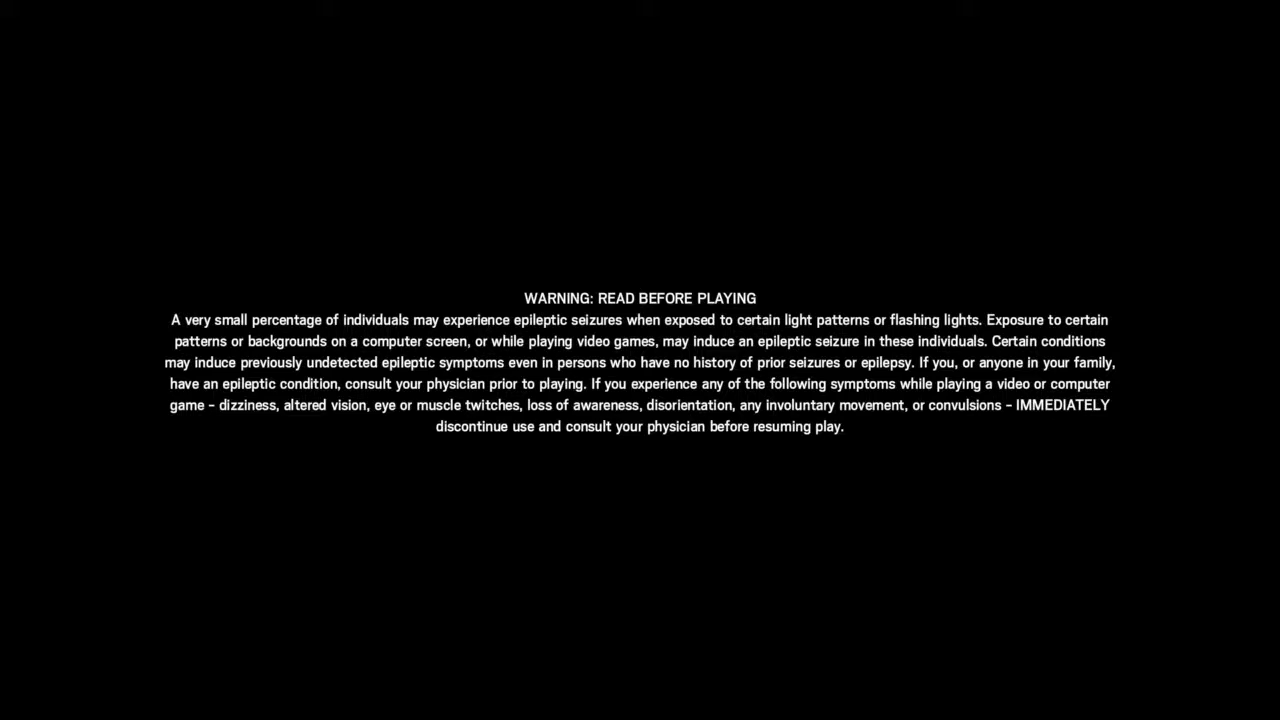 WARNING: READ BEFORE PLAYING
A very small percentage of individuals may experience epileptic seizures when exposed to certain light patterns or flashing lights. Exposure to certain
patterns or backgrounds on a computer screen, or while playing video games, may induce an epileptic seizure in these individuals. Certain conditions
may induce previously undetected epileptic symptoms even in persons who have no history of prior seizures or epilepsy. If you, or anyone in your family,
have an epileptic condition, consult your physician prior to playing. If you experience any of the following symptoms while playing a video or computer
game – dizziness, altered vision, eye or muscle twitches, loss of awareness, disorientation, any involuntary movement, or convulsions – IMMEDIATELY
discontinue use and consult your physician before resuming play.